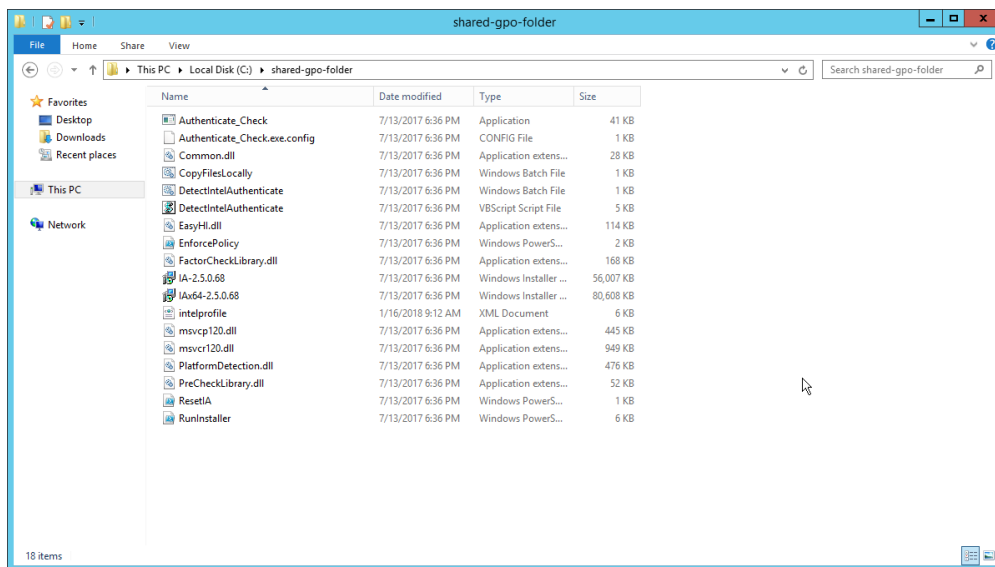 shared-gpo-folder
File Home Share View
This PC Local Disk (C:) shared-gpo-folder Search shared-gpo-folder
Favorites
Desktop
Downloads
Recent places
This PC
Network
Name Date modified Type Size
Authenticate_Check 7/13/2017 6:36 PM Application 41 KB
Authenticate_Check.exe.config 7/13/2017 6:36 PM CONFIG File 1 KB
Common.dll 7/13/2017 6:36 PM Application extens... 28 KB
CopyFilesLocally 7/13/2017 6:36 PM Windows Batch File 1 KB
DetectIntelAuthenticate 7/13/2017 6:36 PM Windows Batch File 1 KB
DetectIntelAuthenticate 7/13/2017 6:36 PM VBScript Script File 5 KB
EasyHI.dll 7/13/2017 6:36 PM Application extens... 114 KB
EnforcePolicy 7/13/2017 6:36 PM Windows PowerS... 2 KB
FactorCheckLibrary.dll 7/13/2017 6:36 PM Application extens... 168 KB
IA-2.5.0.68 7/13/2017 6:36 PM Windows Installer ... 56,007 KB
IAx64-2.5.0.68 7/13/2017 6:36 PM Windows Installer ... 80,608 KB
intelprofile 1/16/2018 9:12 AM XML Document 6 KB
msvcp120.dll 7/13/2017 6:36 PM Application extens... 445 KB
msvcr120.dll 7/13/2017 6:36 PM Application extens... 949 KB
PlatformDetection.dll 7/13/2017 6:36 PM Application extens... 476 KB
PreCheckLibrary.dll 7/13/2017 6:36 PM Application extens... 52 KB
ResetIA 7/13/2017 6:36 PM Windows PowerS... 1 KB
RunInstaller 7/13/2017 6:36 PM Windows PowerS... 6 KB
18 items